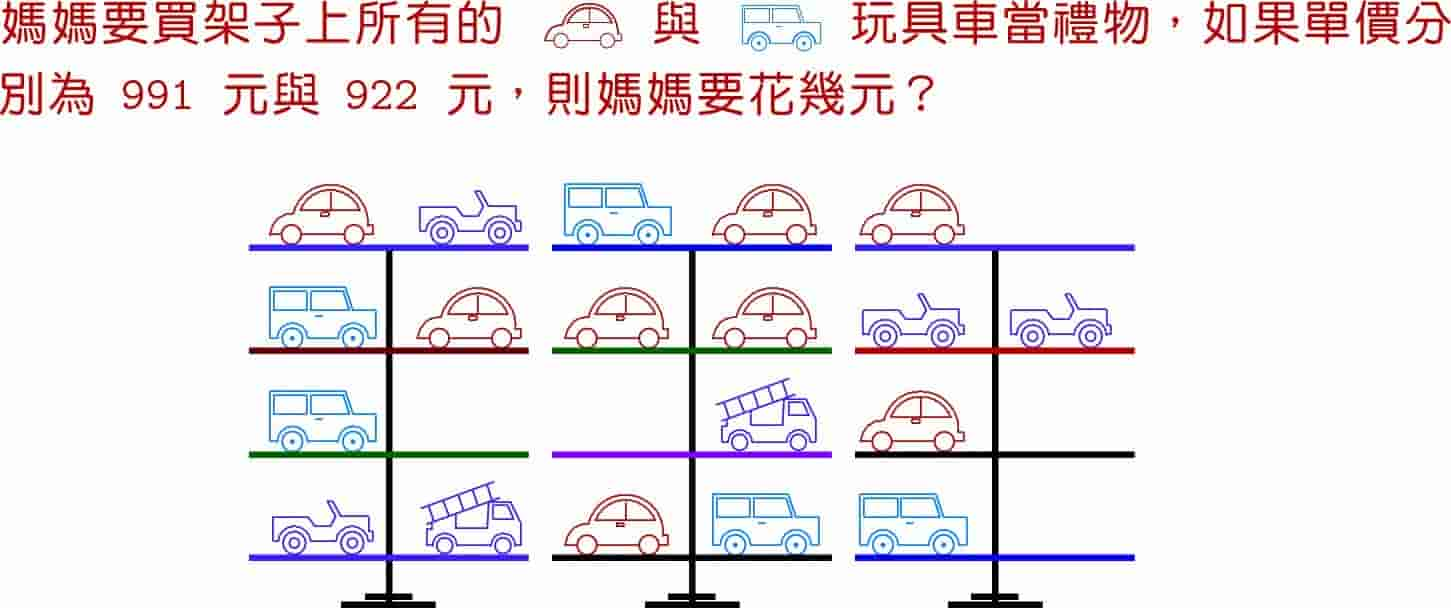 媽媽要買架子上所有的 與 玩具車當禮物，如果單價分
別為 991 元與 922 元，則媽媽要花幾元？